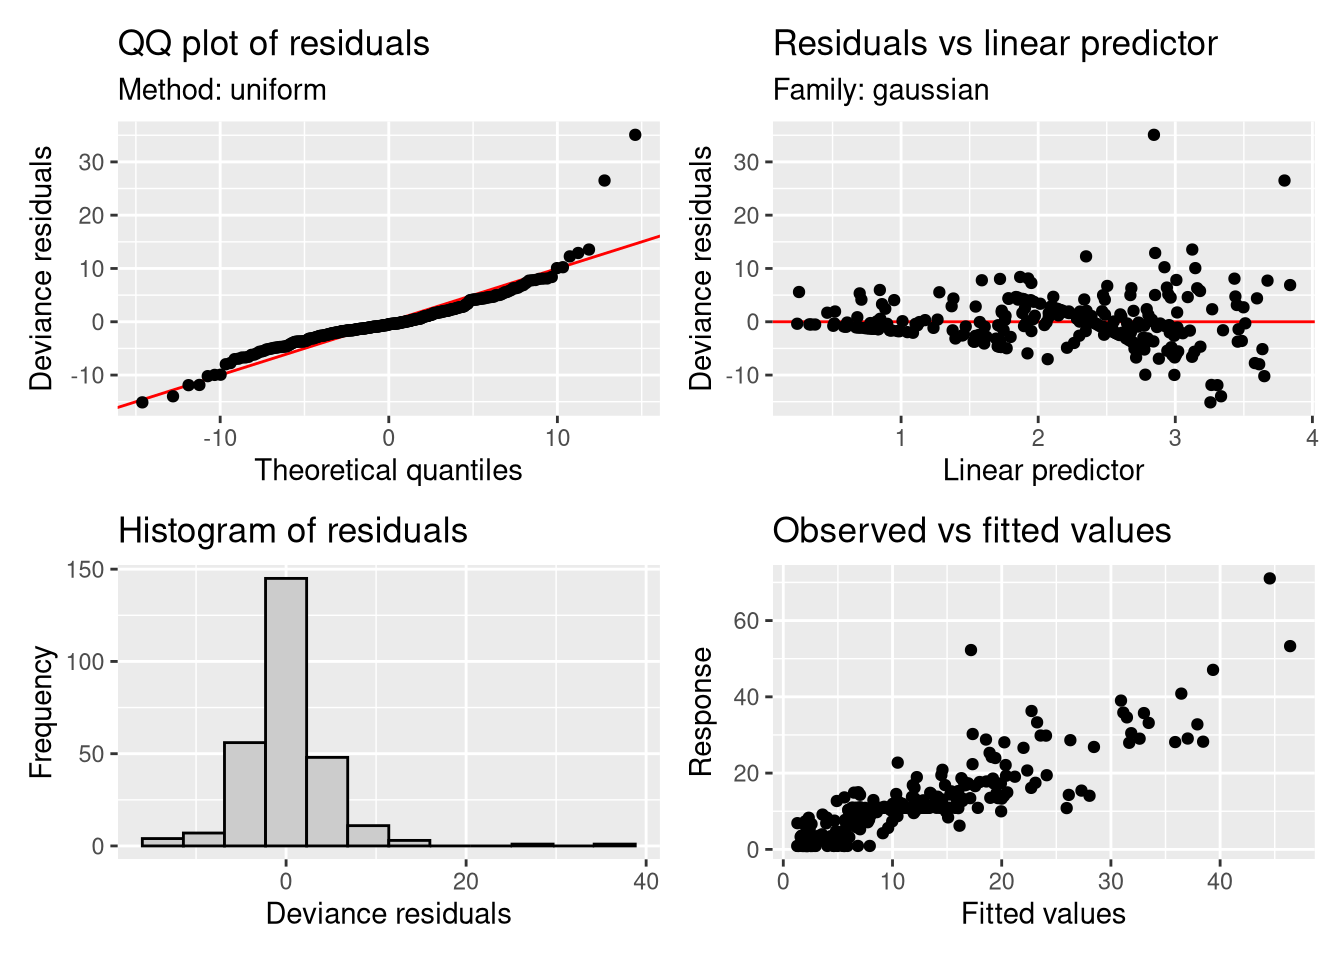 QQ plot of residuals
Method: uniform
Deviance residuals
30
20
10
0
-10
-10 0 10
Theoretical quantiles
Residuals vs linear predictor
Family: gaussian
Deviance residuals
30
20
10
0
-10
1 2 3 4
Linear predictor
Histogram of residuals
Frequency
150
100
50
0
0 20 40
Deviance residuals
Observed vs fitted values
Response
60
40
20
0
0 10 20 30 40
Fitted values